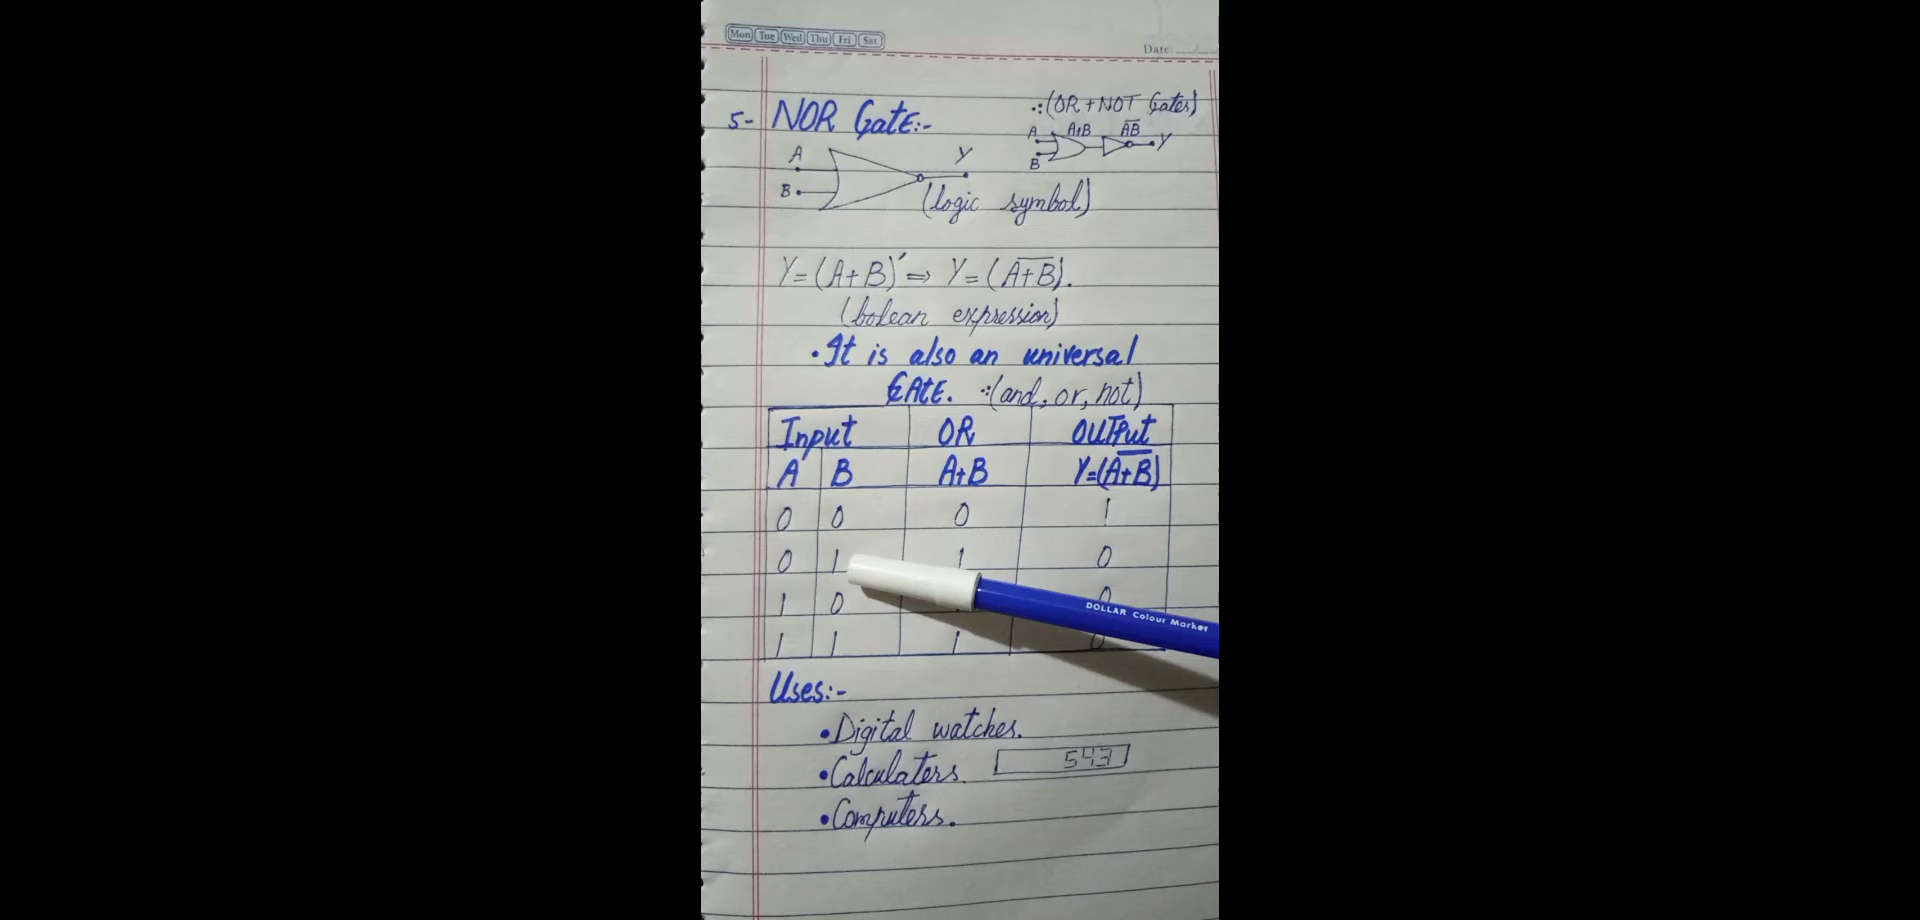 Mon Tue Wed Thu Fri Sat
Date
5- NOR GatE:-
∴(OR + NOT Gates)
A A+B A̅B̅ Y
B
A Y
B
(logic symbol)
Y=(A+B)′ ⇒ Y=(A̅+̅B̅).
(bolean expression)
•It is also an universal
GAtE. ∴(and, or, not)
Input OR OUTPut
A B A+B Y=(A̅+̅B̅)
0 0 0 1
0 1 1 0
1 0 0
1 1 1 0
DOLLAR Colour Marker
Uses:-
•Digital watches.
•Calculaters. 543
•Computers.